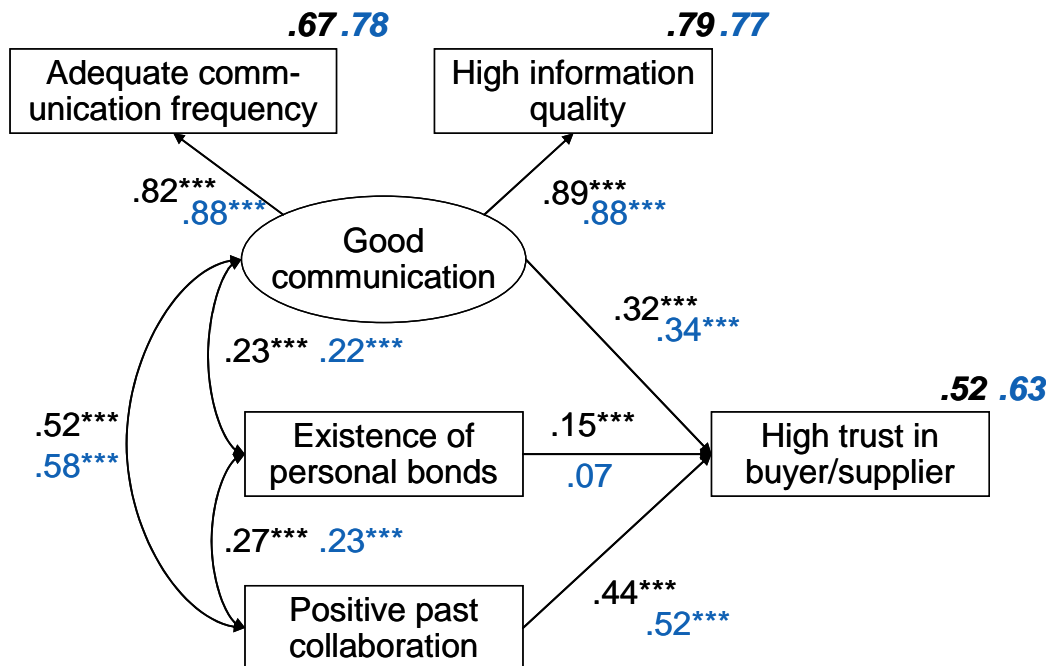 .67 .78
.79 .77
Adequate comm-
unication frequency
High information
quality
.82***
.88***
.89***
.88***
Good
communication
.32***
.34***
.23*** .22***
.52 .63
.52***
.58***
Existence of
personal bonds
.15***
.07
High trust in
buyer/supplier
.27*** .23***
.44***
.52***
Positive past
collaboration